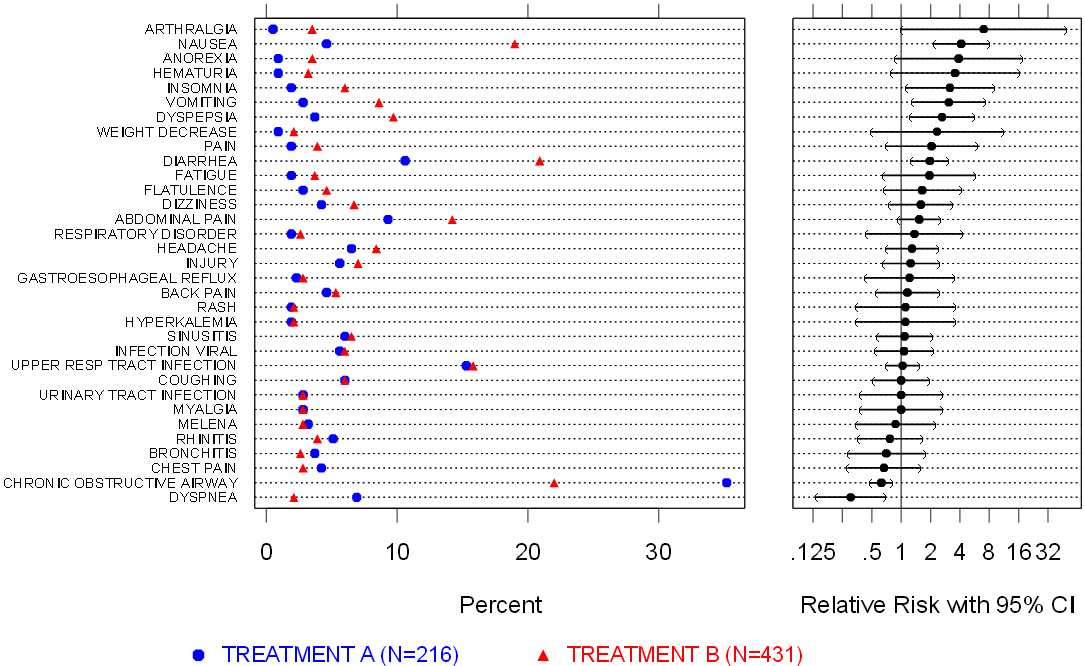 ARTHRALGIA
NAUSEA
ANOREXIA
HEMATURIA
INSOMNIA
VOMITING
DYSPEPSIA
WEIGHT DECREASE
PAIN
DIARRHEA
FATIGUE
FLATULENCE
DIZZINESS
ABDOMINAL PAIN
RESPIRATORY DISORDER
HEADACHE
INJURY
GASTROESOPHAGEAL REFLUX
BACK PAIN
RASH
HYPERKALEMIA
SINUSITIS
INFECTION VIRAL
UPPER RESP TRACT INFECTION
COUGHING
URINARY TRACT INFECTION
MYALGIA
MELENA
RHINITIS
BRONCHITIS
CHEST PAIN
CHRONIC OBSTRUCTIVE AIRWAY
DYSPNEA
0 10 20 30
Percent
.125 .5 1 2 4 8 16 32
Relative Risk with 95% CI
TREATMENT A (N=216) TREATMENT B (N=431)